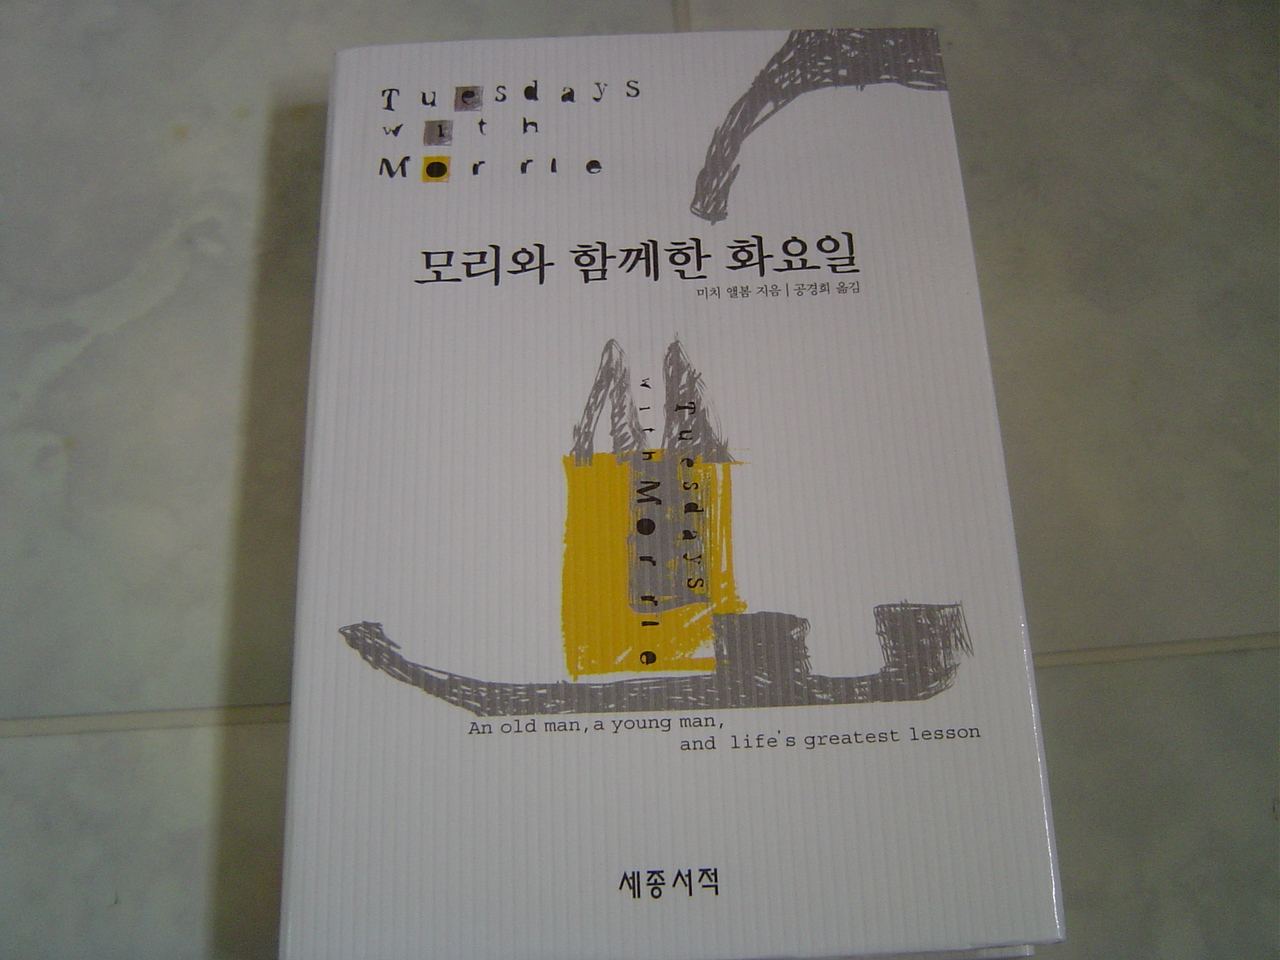 Tuesdays
with
Morrie
모리와 함께한 화요일
미치 앨봄 지음 | 공경희 옮김
Tuesdays
with Morrie
An old man, a young man,
and life's greatest lesson
세종서적